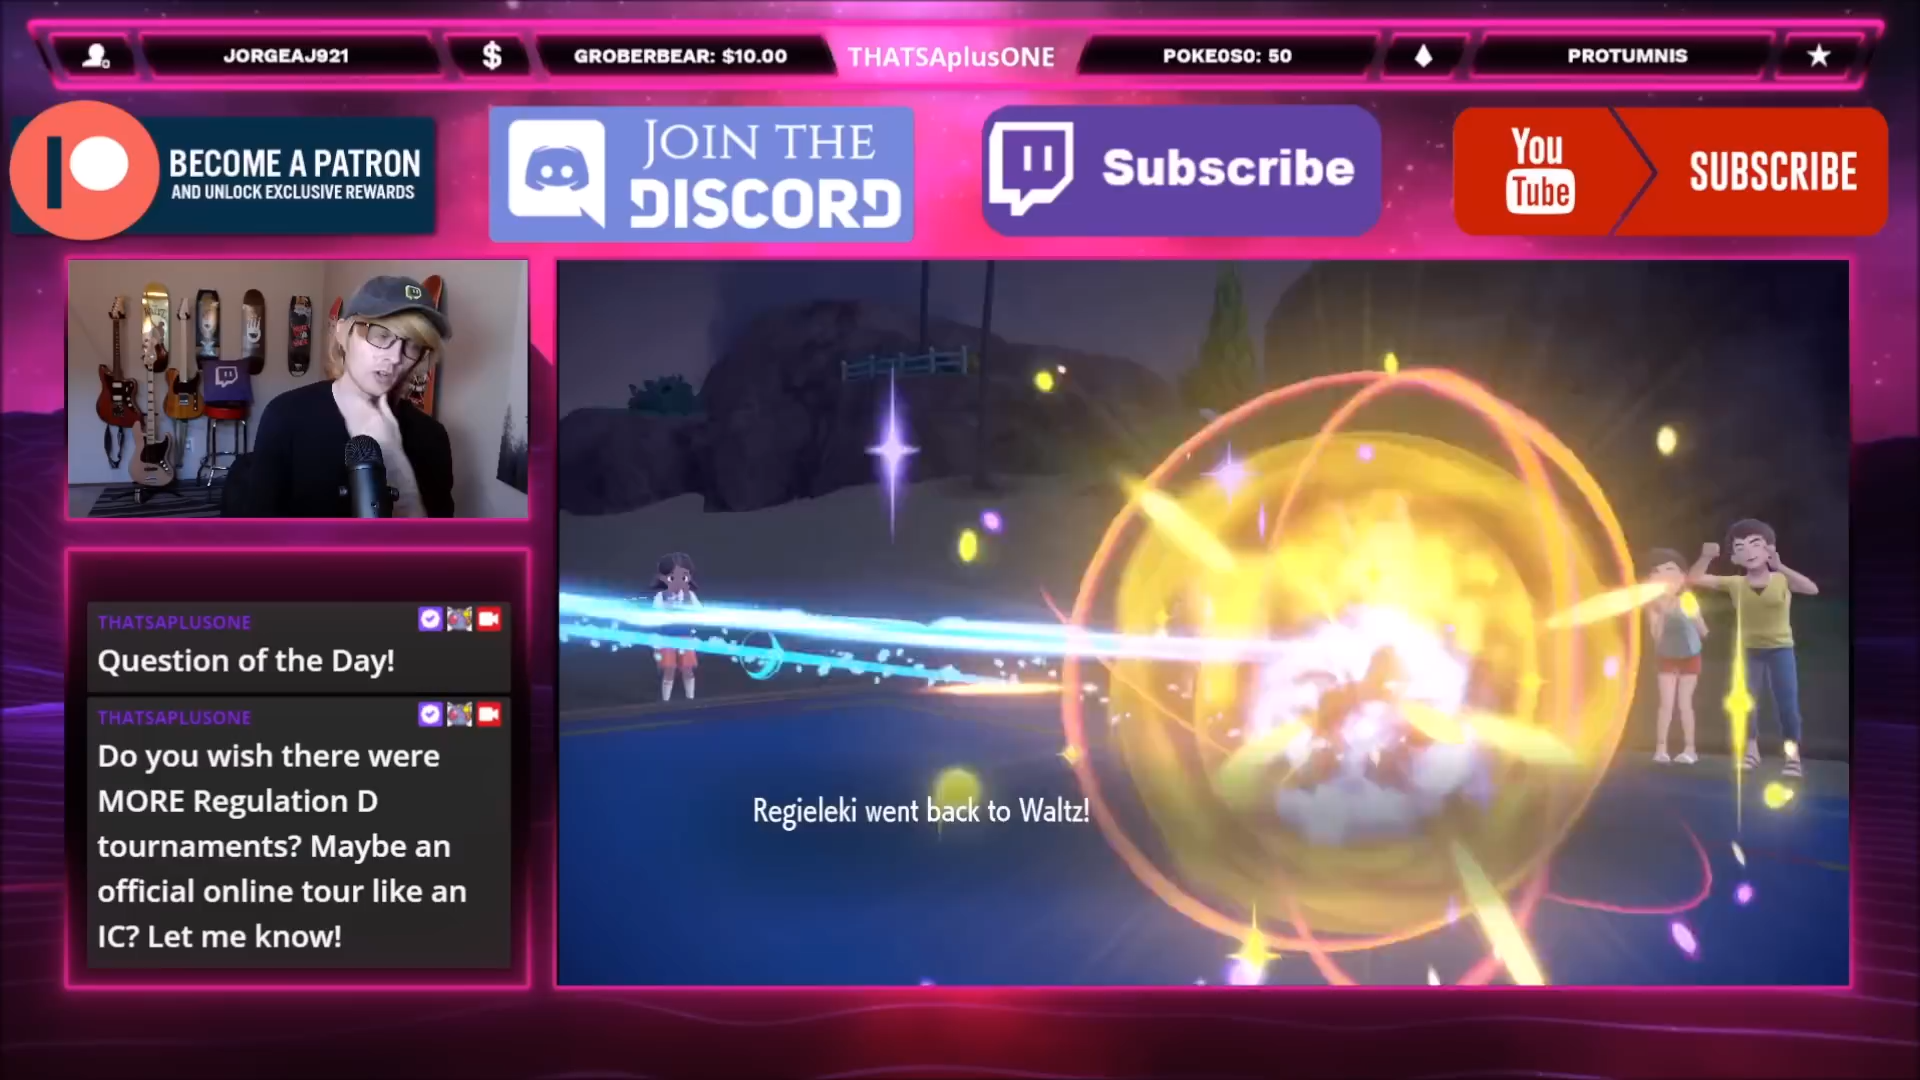 JORGEAJ921
$
GROBERBEAR: $10.00
THATSAplusONE
POKE0S0: 50
PROTUMNIS
BECOME A PATRON
AND UNLOCK EXCLUSIVE REWARDS
JOIN THE
DISCORD
Subscribe
You
Tube
SUBSCRIBE
THATSAPLUSONE
Question of the Day!
THATSAPLUSONE
Do you wish there were
MORE Regulation D
tournaments? Maybe an
official online tour like an
IC? Let me know!
Regieleki went back to Waltz!